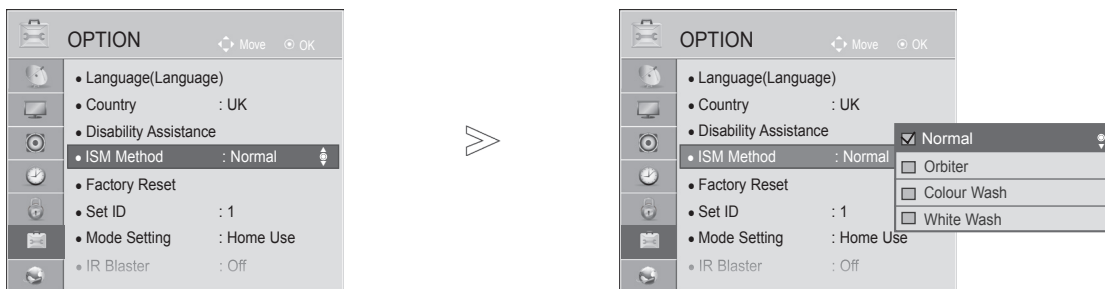 OPTION
Move OK
• Language(Language)
• Country : UK
• Disability Assistance
• ISM Method : Normal
• Factory Reset
• Set ID : 1
• Mode Setting : Home Use
• IR Blaster : Off
OPTION
Move OK
• Language(Language)
• Country : UK
• Disability Assistance
• ISM Method : Normal
• Factory Reset
• Set ID : 1
• Mode Setting : Home Use
• IR Blaster : Off
Normal
Orbiter
Colour Wash
White Wash